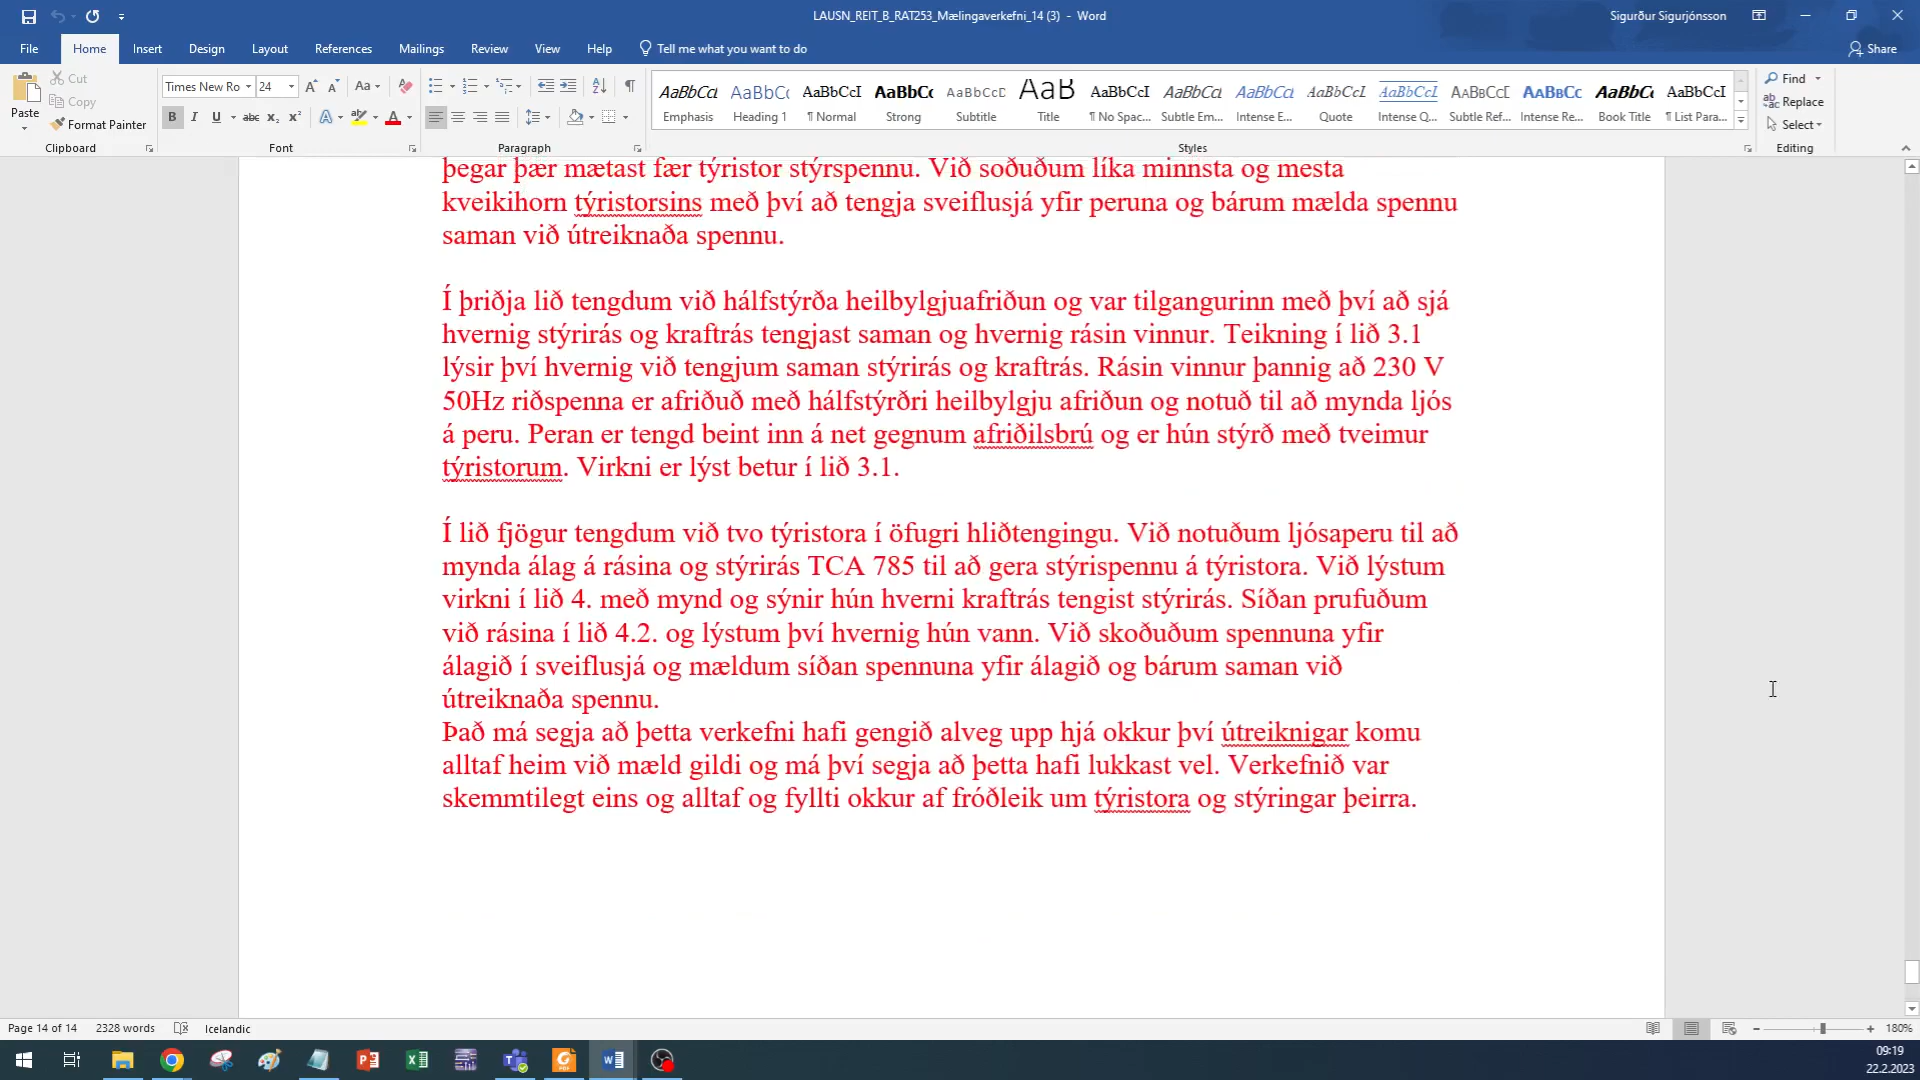 LAUSN_REIT_B_RAT253_Mælingaverkefni_14 (3) - Word
Sigurður Sigurjónsson
File Home Insert Design Layout References Mailings Review View Help Tell me what you want to do
Share
Paste
Cut
Copy
Format Painter
Clipboard
Times New Ro 24
Font
Paragraph
AaBbCcI AaBbCc AaBbCcI AaBbCc AaBbCcD AaB AaBbCcI AaBbCcI AaBbCcI AaBbCcI AaBbCcI AaBbCcI AaBbCc AaBbCc AaBbCcI
Emphasis Heading 1 ¶ Normal Strong Subtitle Title ¶ No Spac... Subtle Em... Intense E... Quote Intense Q... Subtle Ref... Intense Re... Book Title ¶ List Para...
Styles
Find
Replace
Select
Editing
þegar þær mætast fær týristor stýrspennu. Við soðuðum líka minnsta og mesta
kveikihorn týristorsins með því að tengja sveiflusjá yfir peruna og bárum mælda spennu
saman við útreiknaða spennu.
Í þriðja lið tengdum við hálfstýrða heilbylgjuafriðun og var tilgangurinn með því að sjá
hvernig stýrirás og kraftrás tengjast saman og hvernig rásin vinnur. Teikning í lið 3.1
lýsir því hvernig við tengjum saman stýrirás og kraftrás. Rásin vinnur þannig að 230 V
50Hz riðspenna er afriðuð með hálfstýrðri heilbylgju afriðun og notuð til að mynda ljós
á peru. Peran er tengd beint inn á net gegnum afriðilsbrú og er hún stýrð með tveimur
týristorum. Virkni er lýst betur í lið 3.1.
Í lið fjögur tengdum við tvo týristora í öfugri hliðtengingu. Við notuðum ljósaperu til að
mynda álag á rásina og stýrirás TCA 785 til að gera stýrispennu á týristora. Við lýstum
virkni í lið 4. með mynd og sýnir hún hverni kraftrás tengist stýrirás. Síðan prufuðum
við rásina í lið 4.2. og lýstum því hvernig hún vann. Við skoðuðum spennuna yfir
álagið í sveiflusjá og mældum síðan spennuna yfir álagið og bárum saman við
útreiknaða spennu.
Það má segja að þetta verkefni hafi gengið alveg upp hjá okkur því útreiknigar komu
alltaf heim við mæld gildi og má því segja að þetta hafi lukkast vel. Verkefnið var
skemmtilegt eins og alltaf og fyllti okkur af fróðleik um týristora og stýringar þeirra.
Page 14 of 14 2328 words Icelandic
180%
09:19
22.2.2023